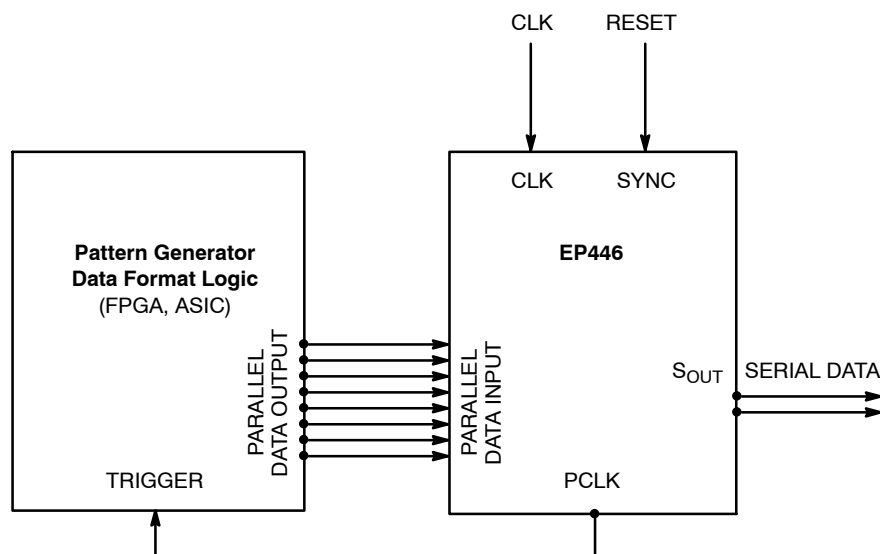 CLK RESET
CLK SYNC
Pattern Generator
Data Format Logic
(FPGA, ASIC)
EP446
PARALLEL
DATA OUTPUT
PARALLEL
DATA INPUT
SOUT SERIAL DATA
TRIGGER
PCLK